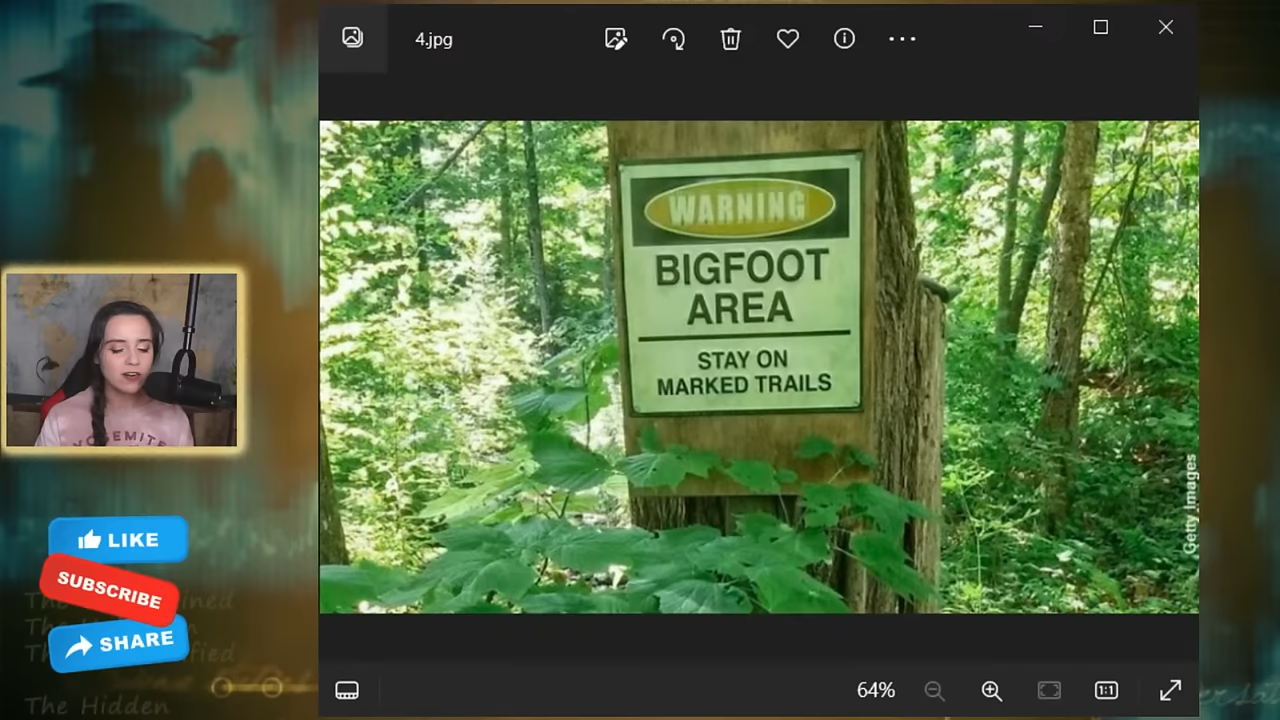 4.jpg
WARNING
BIGFOOT
AREA
STAY ON
MARKED TRAILS
Getty Images
YOSEMITE
LIKE
SUBSCRIBE
SHARE
The Hidden
64%
1:1